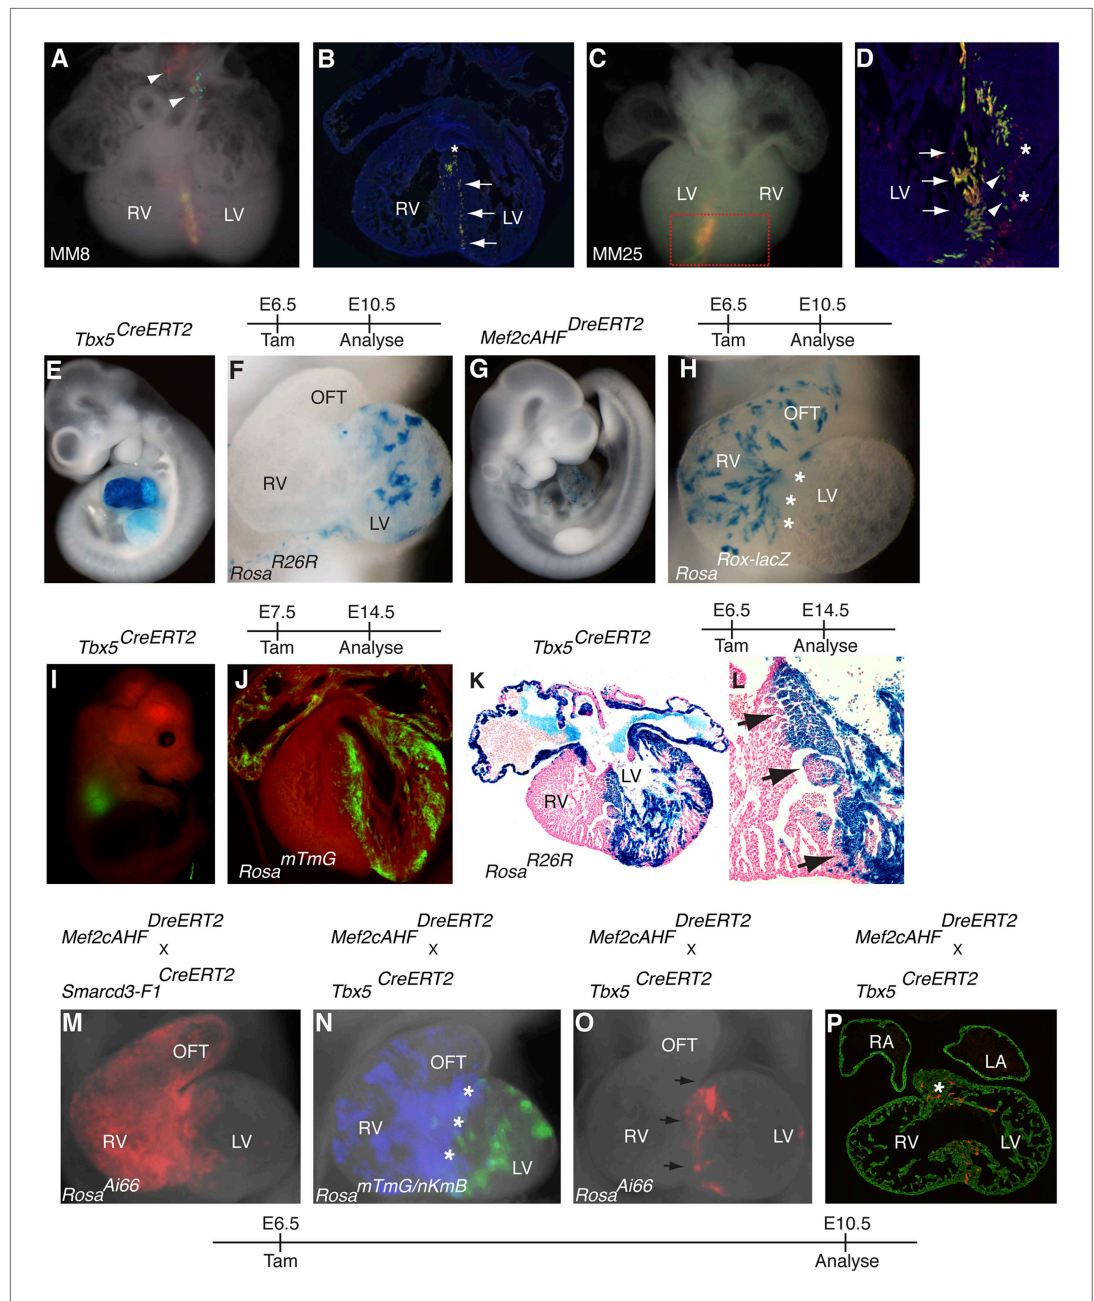 A
B
C
D
RV
LV
MM8
*
RV
LV
LV
RV
MM25
LV
*
*
E6.5 E10.5
Tam Analyse
E6.5 E10.5
Tam Analyse
Tbx5CreERT2
Mef2cAHFDreERT2
E
F
G
H
OFT
RV
LV
RosaR26R
OFT
RV
LV
*
*
*
RosaRox-lacZ
E7.5 E14.5
Tam Analyse
E6.5 E14.5
Tam Analyse
Tbx5CreERT2
Tbx5CreERT2
I
J
K
L
RosamTmG
LV
RV
RosaR26R
Mef2cAHFDreERT2
x
Smarcd3-F1CreERT2
Mef2cAHFDreERT2
x
Tbx5CreERT2
Mef2cAHFDreERT2
x
Tbx5CreERT2
Mef2cAHFDreERT2
x
Tbx5CreERT2
M
OFT
RV
LV
RosaAi66
N
OFT
RV
*
*
*
LV
RosamTmG/nKmB
O
OFT
RV
LV
RosaAi66
P
RA
LA
*
RV
LV
E6.5 E10.5
Tam Analyse